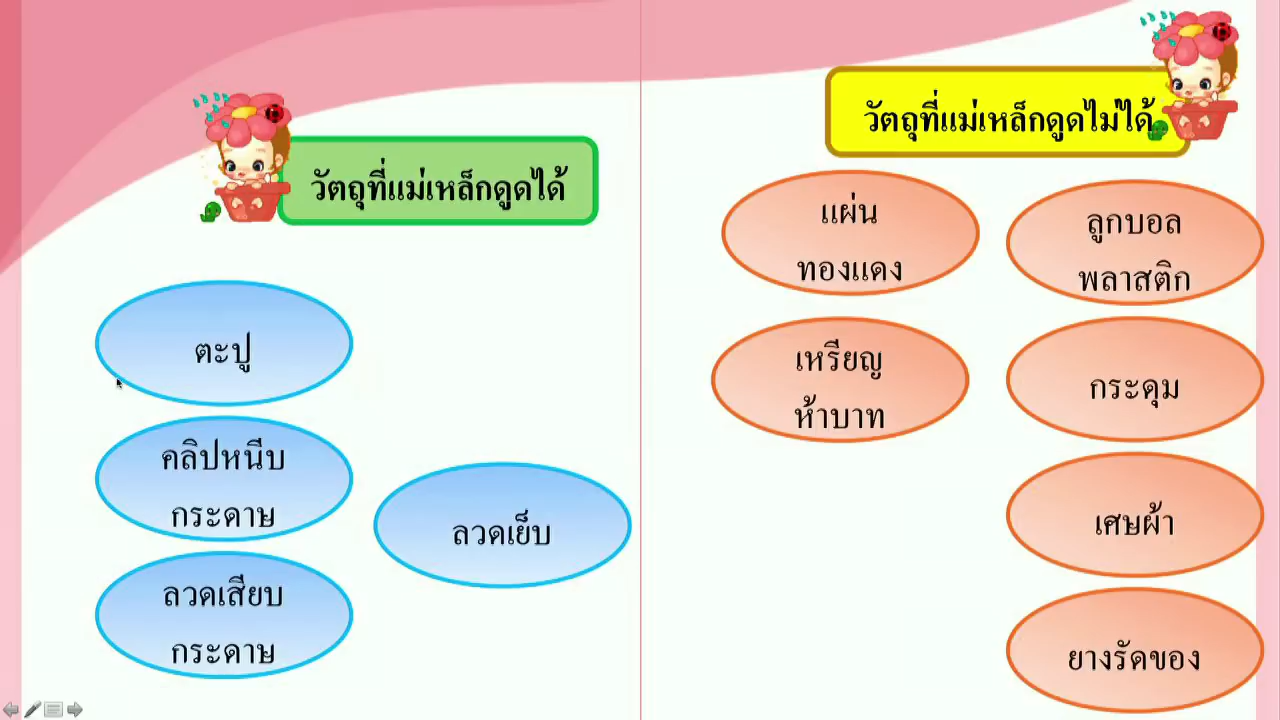 วัตถุที่แม่เหล็กดูดได้
ตะปู
คลิปหนีบ
กระดาษ
ลวดเสียบ
กระดาษ
ลวดเย็บ
วัตถุที่แม่เหล็กดูดไม่ได้
แผ่น
ทองแดง
เหรียญ
ห้าบาท
ลูกบอล
พลาสติก
กระดุม
เศษผ้า
ยางรัดของ